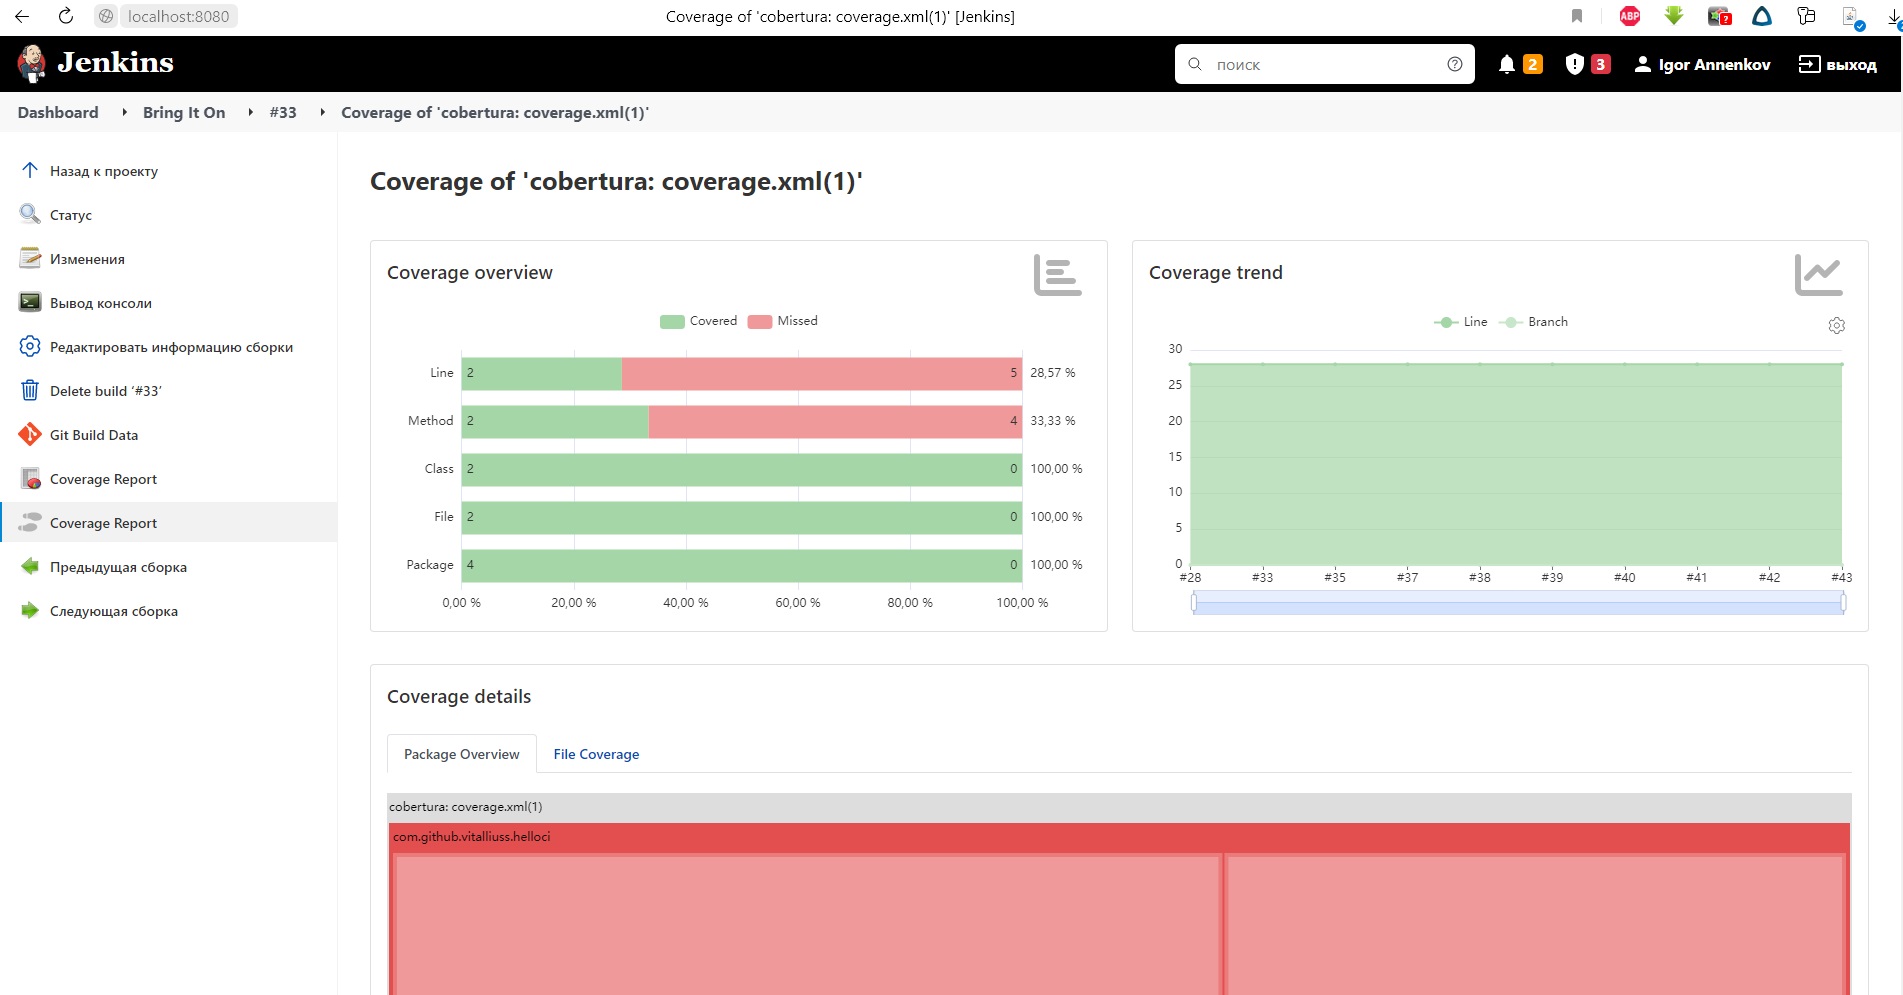 localhost:8080
Coverage of 'cobertura: coverage.xml(1)' [Jenkins]
ABP
?
Jenkins
поиск
2
3
Igor Annenkov
выход
Dashboard
Bring It On
#33
Coverage of 'cobertura: coverage.xml(1)'
Назад к проекту
Статус
Изменения
Вывод консоли
Редактировать информацию сборки
Delete build ‘#33’
Git Build Data
Coverage Report
Coverage Report
Предыдущая сборка
Следующая сборка
Coverage of 'cobertura: coverage.xml(1)'
Coverage overview
Covered
Missed
Line 2 5 28,57 %
Method 2 4 33,33 %
Class 2 0 100,00 %
File 2 0 100,00 %
Package 4 0 100,00 %
0,00 % 20,00 % 40,00 % 60,00 % 80,00 % 100,00 %
Coverage trend
Line
Branch
30
25
20
15
10
5
0
#28 #33 #35 #37 #38 #39 #40 #41 #42 #43
Coverage details
Package Overview
File Coverage
cobertura: coverage.xml(1)
com.github.vitalliuss.helloci